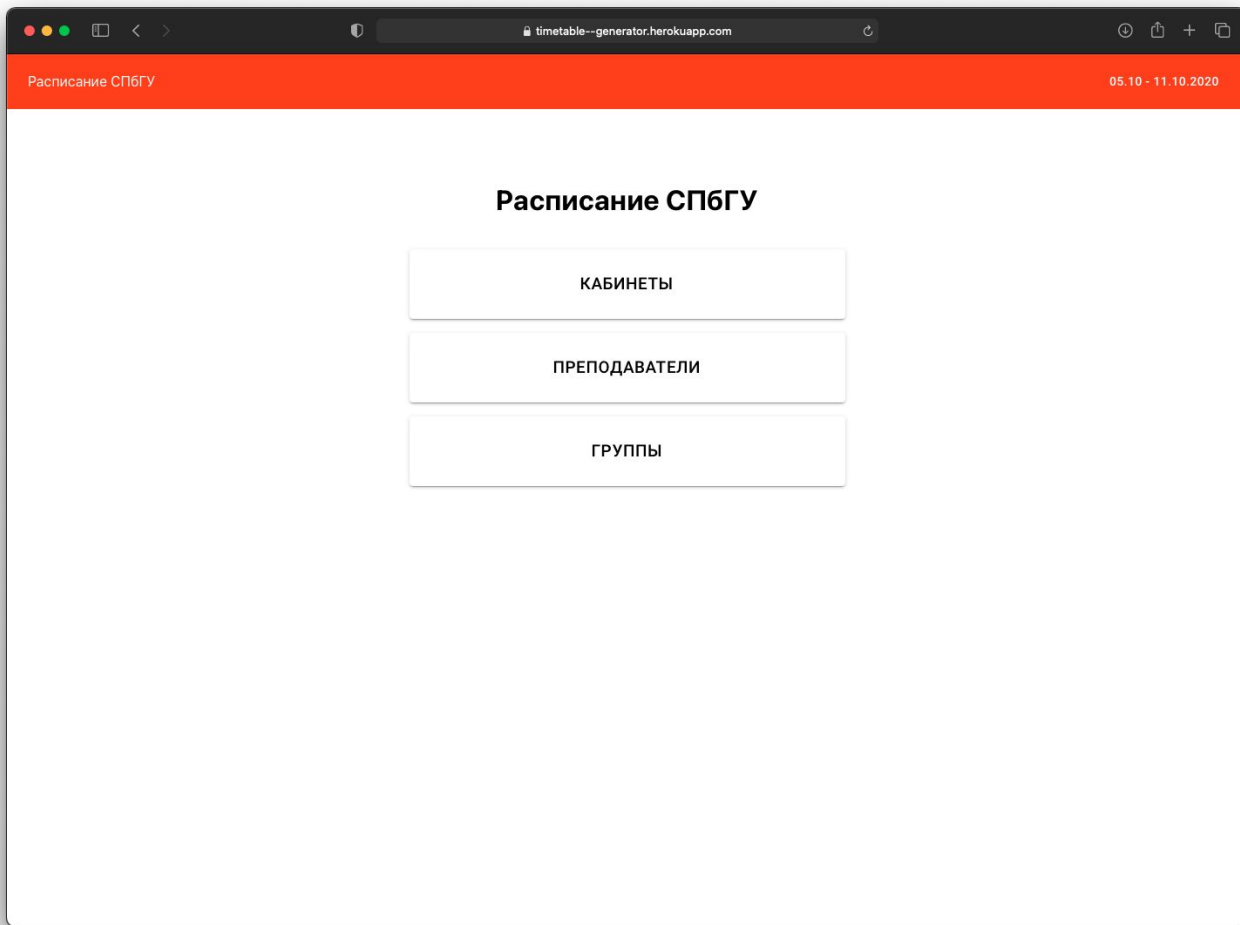 timetable--generator.herokuapp.com
Расписание СПбГУ
05.10 - 11.10.2020
Расписание СПбГУ
КАБИНЕТЫ
ПРЕПОДАВАТЕЛИ
ГРУППЫ